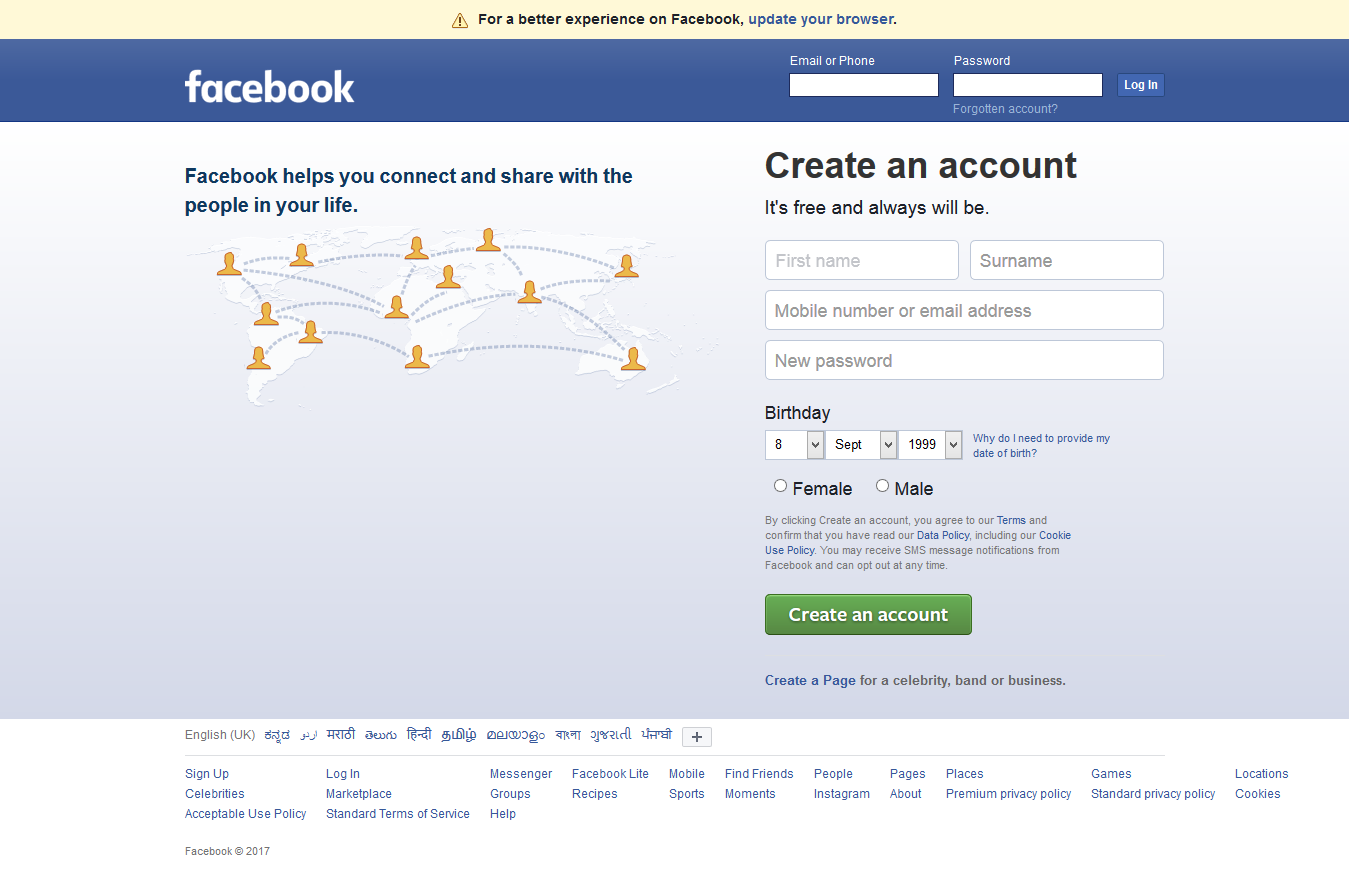 For a better experience on Facebook, update your browser.
facebook
Email or Phone
Password
Log In
Forgotten account?
Facebook helps you connect and share with the
people in your life.
Create an account
It's free and always will be.
First name
Surname
Mobile number or email address
New password
Birthday
8
Sept
1999
Why do I need to provide my
date of birth?
Female
Male
By clicking Create an account, you agree to our Terms and
confirm that you have read our Data Policy, including our Cookie
Use Policy. You may receive SMS message notifications from
Facebook and can opt out at any time.
Create an account
Create a Page for a celebrity, band or business.
English (UK) ಕನ್ನಡ اردو मराठी తెలుగు हिन्दी தமிழ் മലയാളം বাংলা ગુજરાતી ਪੰਜਾਬੀ +
Sign Up Log In Messenger Facebook Lite Mobile Find Friends People Pages Places Games Locations
Celebrities Marketplace Groups Recipes Sports Moments Instagram About Premium privacy policy Standard privacy policy Cookies
Acceptable Use Policy Standard Terms of Service Help
Facebook © 2017